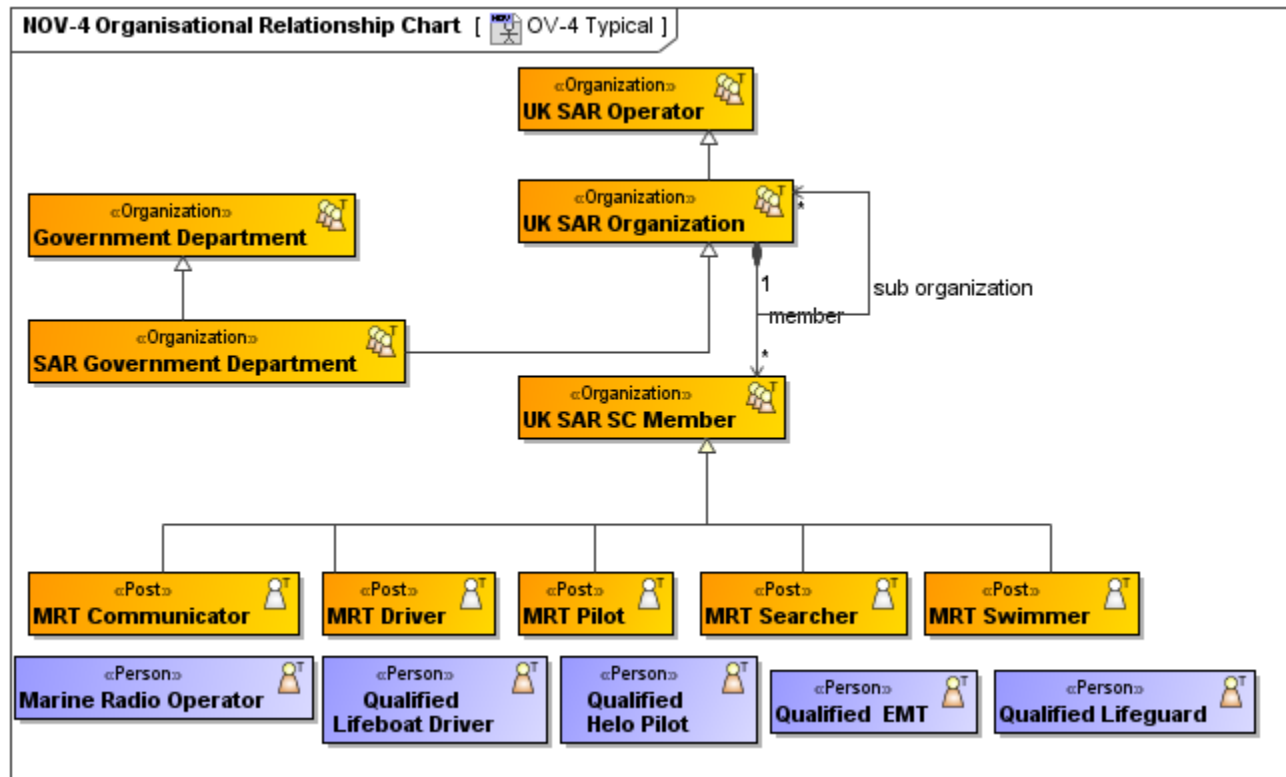 NOV-4 Organisational Relationship Chart [ NOV OV-4 Typical ]
«Organization»
UK SAR Operator
«Organization»
Government Department
«Organization»
UK SAR Organization
*
1
sub organization
member
*
«Organization»
SAR Government Department
«Organization»
UK SAR SC Member
«Post»
MRT Communicator
«Post»
MRT Driver
«Post»
MRT Pilot
«Post»
MRT Searcher
«Post»
MRT Swimmer
«Person»
Marine Radio Operator
«Person»
Qualified
Lifeboat Driver
«Person»
Qualified
Helo Pilot
«Person»
Qualified EMT
«Person»
Qualified Lifeguard